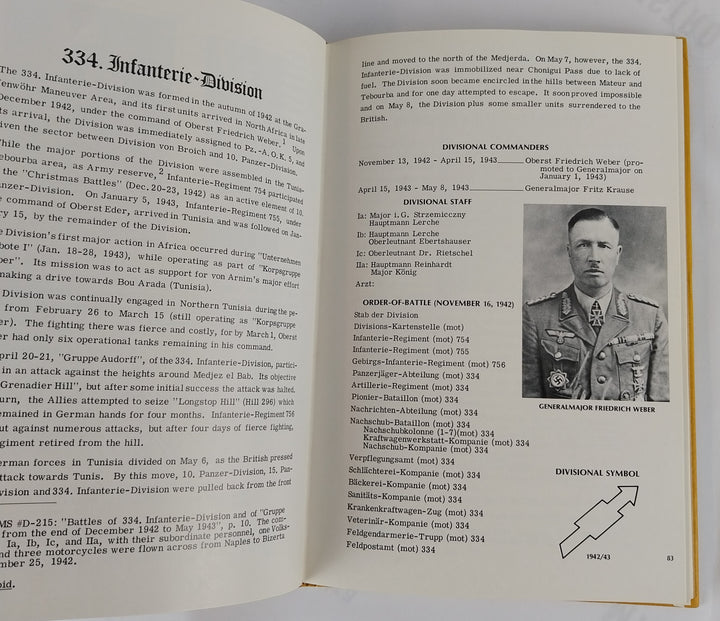 334. Infanterie-Division
The 334. Infanterie-Division was formed in the autumn of 1942 at the Gra-
fenwöhr Maneuver Area, and its first units arrived in North Africa in late
December 1942, under the command of Oberst Friedrich Weber.1 Upon
its arrival, the Division was immediately assigned to Pz.-A.O.K. 5, and
given the sector between Division von Broich and 10. Panzer-Division.
While the major portions of the Division were assembled in the Tunis-
Tebourba area, as Army reserve,2 Infanterie-Regiment 754 participated
the "Christmas Battles" (Dec. 20-23, 1942) as an active element of 10.
Panzer-Division. On January 5, 1943, Infanterie-Regiment 755, under
command of Oberst Eder, arrived in Tunisia and was followed on Jan-
ry 15, by the remainder of the Division.
e Division's first major action in Africa occurred during "Unternehmen
bote I" (Jan. 18-28, 1943), while operating as part of "Korpsgruppe
ber". Its mission was to act as support for von Arnim's major effort
making a drive towards Bou Arada (Tunisia).
Division was continually engaged in Northern Tunisia during the pe-
from February 26 to March 15 (still operating as "Korpsgruppe
er). The fighting there was fierce and costly, for by March 1, Oberst
er had only six operational tanks remaining in his command.
pril 20-21, "Gruppe Audorff", of the 334. Infanterie-Division, partici-
in an attack against the heights around Medjez el Bab. Its objective
"Grenadier Hill", but after some initial success the attack was halted.
urn, the Allies attempted to seize "Longstop Hill" (Hill 296) which
emained in German hands for four months. Infanterie-Regiment 756
out against numerous attacks, but after four days of fierce fighting,
egiment retired from the hill.
erman forces in Tunisia divided on May 6, as the British pressed
attack towards Tunis. By this move, 10. Panzer-Division, 15. Pan-
ivision and 334. Infanterie-Division were pulled back from the front
MS #D-215: "Battles of 334. Infanterie-Division and of "Gruppe
from the end of December 1942 to May 1943", p. 10. The com-
Ia, Ib, Ic, and IIa, with their subordinate personnel, one Volks-
nd three motorcycles were flown across from Naples to Bizerta
ember 25, 1942.
bid.
line and moved to the north of the Medjerda. On May 7, however, the 334.
Infanterie-Division was immobilized near Chonigui Pass due to lack of
fuel. The Division soon became encircled in the hills between Matour and
Tebourba and for one day attempted to escape. It soon proved impossible
and on May 8, the Division plus some smaller units surrendered to the
British.
DIVISIONAL COMMANDERS
November 13, 1942 - April 15, 1943 Oberst Friedrich Weber (pro-
moted to Generalmajor on
January 1, 1943)
April 15, 1943 - May 8, 1943 Generalmajor Fritz Krause
DIVISIONAL STAFF
Ia: Major i.G. Strzemieczny
Hauptmann Lerche
Ib: Hauptmann Lerche
Oberleutnant Ebertshauser
Ic: Oberleutnant Dr. Rietschel
IIa: Hauptmann Reinhardt
Major König
Arzt:
ORDER-OF-BATTLE (NOVEMBER 16, 1942)
Stab der Division
Divisions-Kartenstelle (mot)
Infanterie-Regiment (mot) 754
Infanterie-Regiment (mot) 755
Gebirgs-Infanterie-Regiment (mot) 756
Panzerjäger-Abteilung (mot) 334
Artillerie-Regiment (mot) 334
Pionier-Bataillon (mot) 334
Nachrichten-Abteilung (mot) 334
Nachschub-Bataillon (mot) 334
Nachschubkolonne (1-7)(mot) 334
Kraftwagenwerkstatt-Kompanie (mot) 334
Nachschub-Kompanie (mot) 334
Verpflegungsamt (mot) 334
Schlächterei-Kompanie (mot) 334
Bäckerei-Kompanie (mot) 334
Sanitäts-Kompanie (mot) 334
Krankenkraftwagen-Zug (mot) 334
Veterinär-Kompanie (mot) 334
Feldgendarmerie-Trupp (mot) 334
Feldpostamt (mot) 334
GENERALMAJOR FRIEDRICH WEBER
DIVISIONAL SYMBOL
1942/43
83